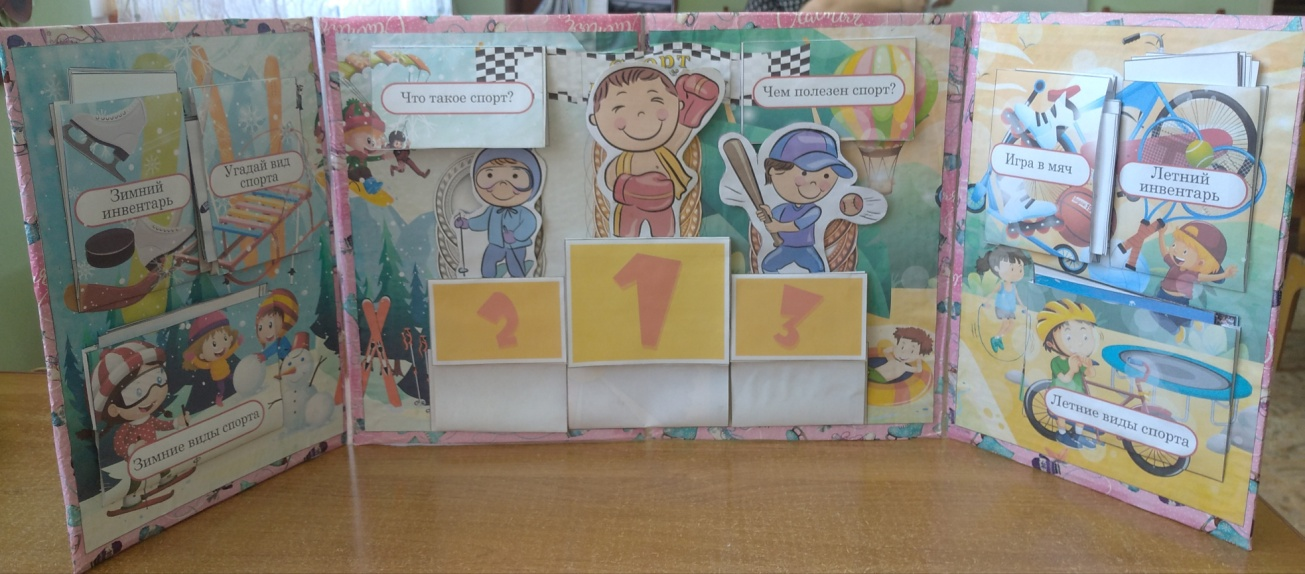 Зимний
инвентарь
Угадай вид
спорта
Зимние виды спорта
Что такое спорт?
Чем полезен спорт?
2
1
3
Игра в мяч
Летний
инвентарь
Летние виды спорта